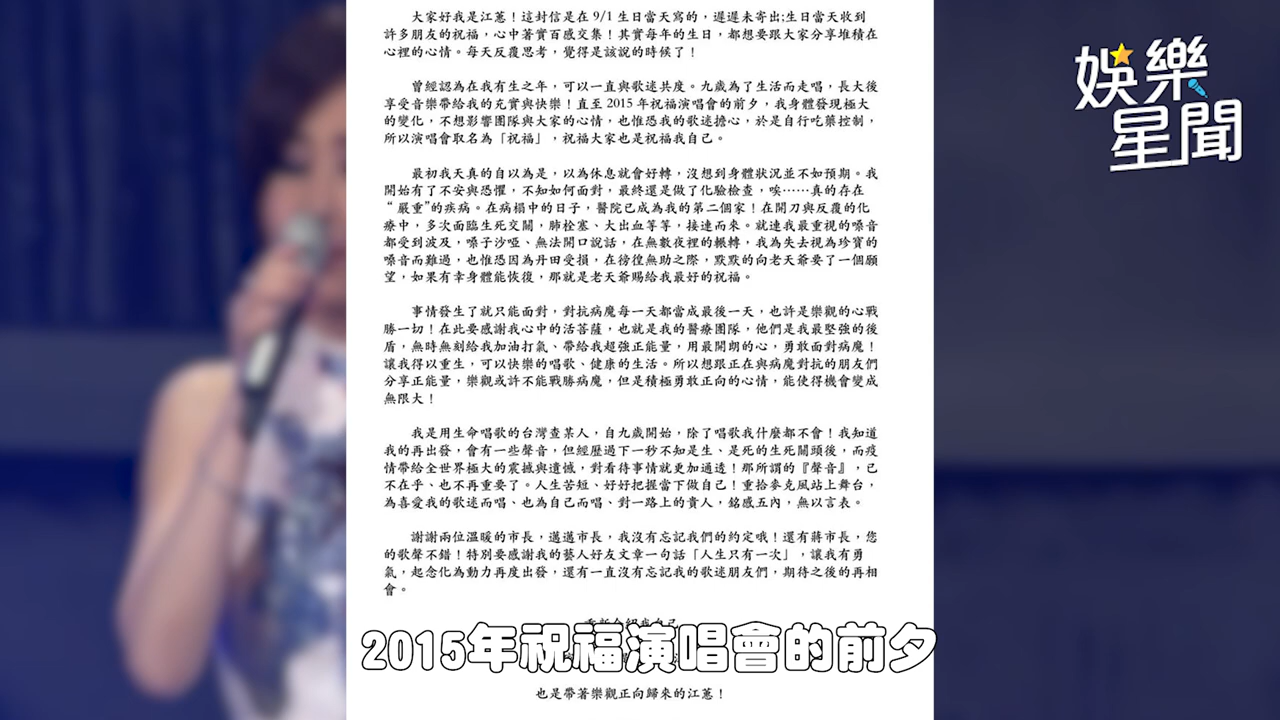 大家好我是江蕙！這封信是在 9/1 生日當天寫的，遲遲未寄出;生日當天收到
許多朋友的祝福，心中著實百感交集！其實每年的生日，都想要跟大家分享堆積在
心裡的心情。每天反覆思考，覺得是該說的時候了！
曾經認為在我有生之年，可以一直與歌迷共度。九歲為了生活而走唱，長大後
享受音樂帶給我的充實與快樂！直至 2015 年祝福演唱會的前夕，我身體發現極大
的變化，不想影響團隊與大家的心情，也惟恐我的歌迷擔心，於是自行吃藥控制，
所以演唱會取名為「祝福」，祝福大家也是祝福我自己。
最初我天真的自以為是，以為休息就會好轉，沒想到身體狀況並不如預期。我
開始有了不安與恐懼，不知如何面對，最終還是做了化驗檢查，唉……真的存在
“嚴重"的疾病。在病榻中的日子，醫院已成為我的第二個家！在開刀與反覆的化
療中，多次面臨生死交關，肺栓塞、大出血等等，接連而來。就連我最重視的嗓音
都受到波及，嗓子沙啞、無法開口說話，在無數夜裡的輾轉，我為失去視為珍寶的
嗓音而難過，也惟恐因為丹田受損，在徬徨無助之際，默默的向老天爺要了一個願
望，如果有幸身體能恢復，那就是老天爺賜給我最好的祝福。
事情發生了就只能面對，對抗病魔每一天都當成最後一天，也許是樂觀的心戰
勝一切！在此要感謝我心中的活菩薩，也就是我的醫療團隊，他們是我最堅強的後
盾，無時無刻給我加油打氣、帶給我超強正能量，用最開朗的心，勇敢面對病魔！
讓我得以重生，可以快樂的唱歌、健康的生活。所以想跟正在與病魔對抗的朋友們
分享正能量，樂觀或許不能戰勝病魔，但是積極勇敢正向的心情，能使得機會變成
無限大！
我是用生命唱歌的台灣查某人，自九歲開始，除了唱歌我什麼都不會！我知道
我的再出發，會有一些聲音，但經歷過下一秒不知是生、是死的生死關頭後，而疫
情帶給全世界極大的震撼與遺憾，對看待事情就更加通透！那所謂的『聲音』，已
不在乎、也不再重要了。人生苦短、好好把握當下做自己！重拾麥克風站上舞台，
為喜愛我的歌迷而唱、也為自己而唱、對一路上的貴人，銘感五內，無以言表。
謝謝兩位溫暖的市長，邁邁市長，我沒有忘記我們的約定哦！還有蔣市長，您
的歌聲不錯！特別要感謝我的藝人好友文章一句話「人生只有一次」，讓我有勇
氣，起念化為動力再度出發，還有一直沒有忘記我的歌迷朋友們，期待之後的再相
會。
2015年祝福演唱會的前夕
也是帶著樂觀正向歸來的江蕙！
娛樂
星聞